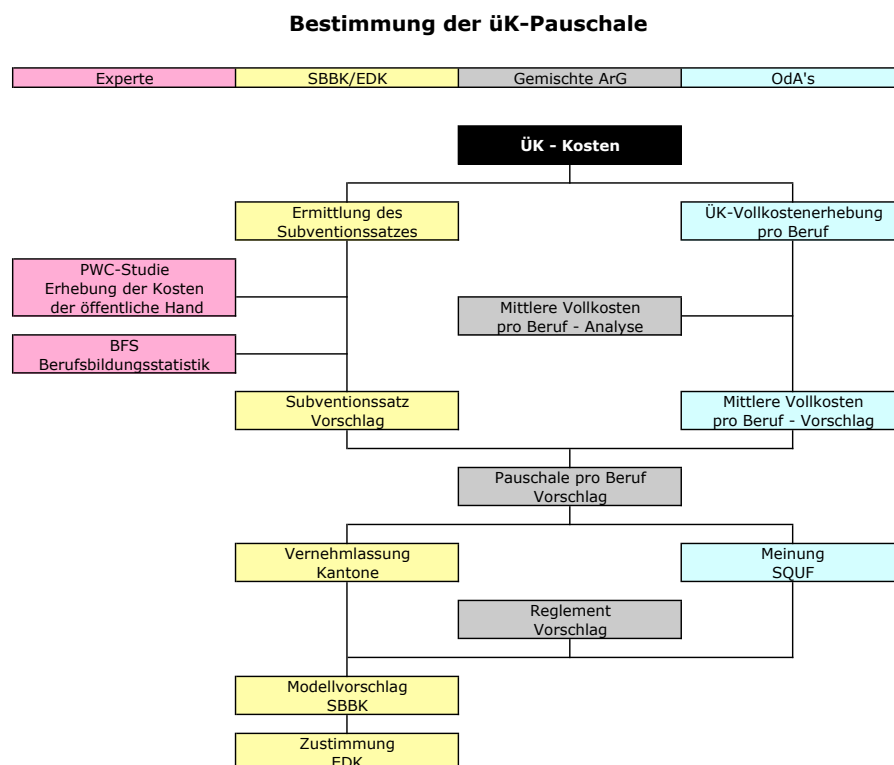 Bestimmung der üK-Pauschale
Experte
SBBK/EDK
Gemischte ArG
OdA's
ÜK - Kosten
Ermittlung des
Subventionssatzes
ÜK-Vollkostenerhebung
pro Beruf
PWC-Studie
Erhebung der Kosten
der öffentliche Hand
Mittlere Vollkosten
pro Beruf - Analyse
BFS
Berufsbildungsstatistik
Subventionssatz
Vorschlag
Mittlere Vollkosten
pro Beruf - Vorschlag
Pauschale pro Beruf
Vorschlag
Vernehmlassung
Kantone
Meinung
SQUF
Reglement
Vorschlag
Modellvorschlag
SBBK
Zustimmung
EDK